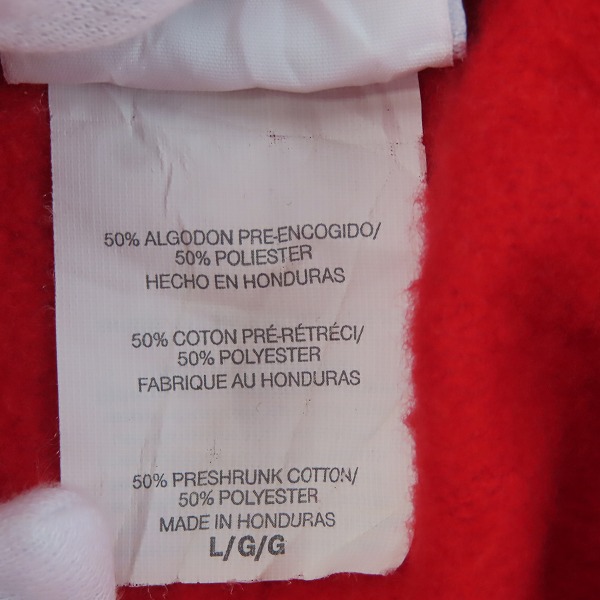 50% ALGODON PRE-ENCOGIDO/
50% POLIESTER
HECHO EN HONDURAS
50% COTON PRÉ-RÉTRÉCI/
50% POLYESTER
FABRIQUE AU HONDURAS
50% PRESHRUNK COTTON/
50% POLYESTER
MADE IN HONDURAS
L/G/G